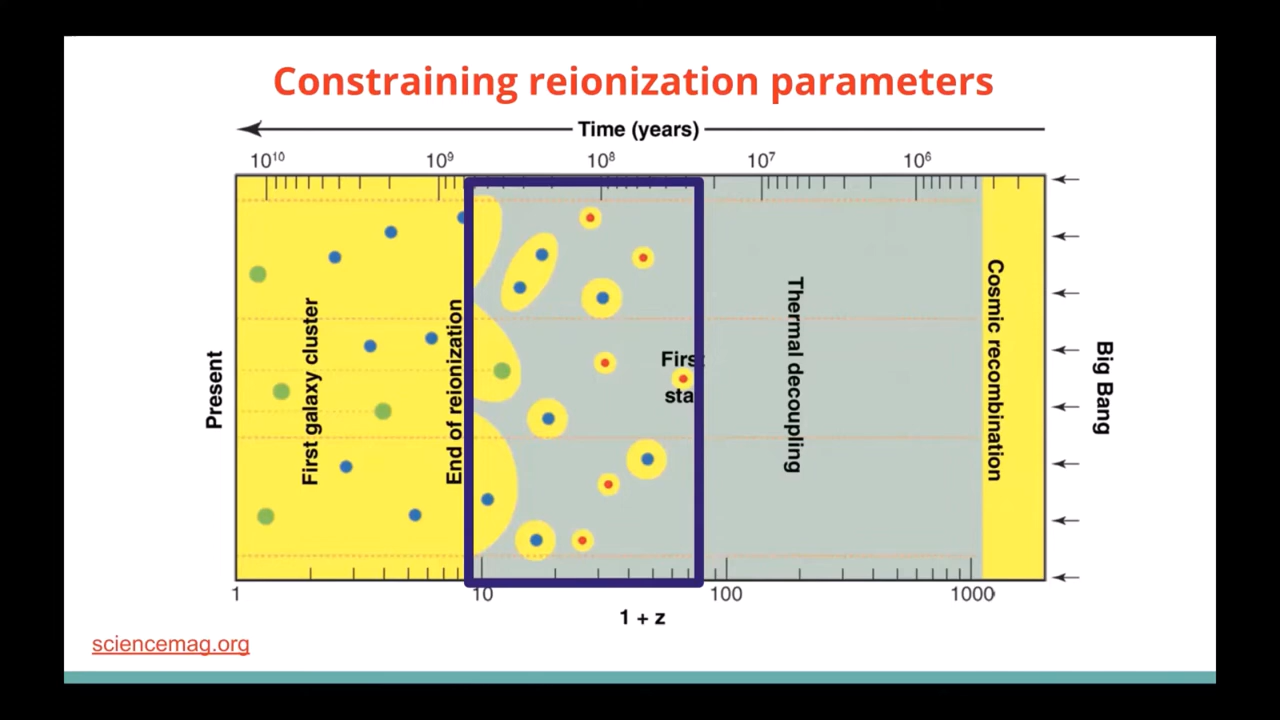 Constraining reionization parameters
Time (years)
10¹⁰ 10⁹ 10⁸ 10⁷ 10⁶
Present
First galaxy cluster
End of reionization
Firs
sta
Thermal decoupling
Cosmic recombination
Big Bang
1 10 100 1000
1 + z
sciencemag.org